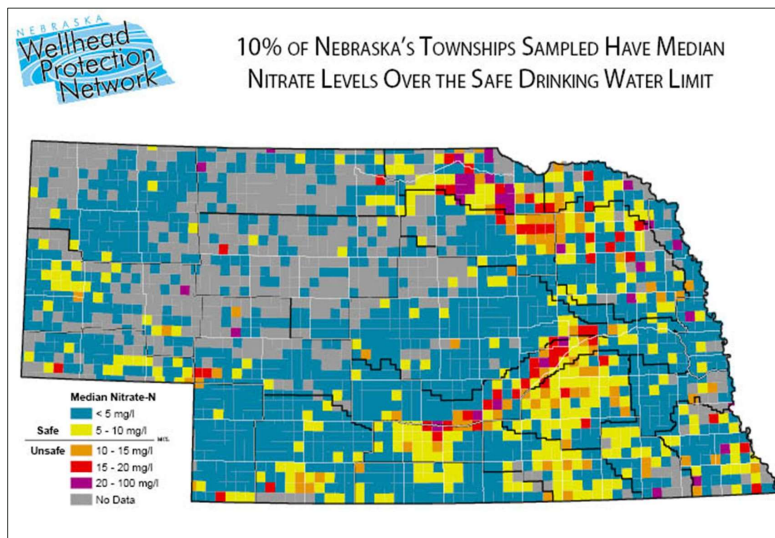 NEBRASKA
Wellhead
Protection
Network
10% OF NEBRASKA'S TOWNSHIPS SAMPLED HAVE MEDIAN
NITRATE LEVELS OVER THE SAFE DRINKING WATER LIMIT
Median Nitrate-N
< 5 mg/l
Safe 5 - 10 mg/l
MCL
Unsafe 10 - 15 mg/l
15 - 20 mg/l
20 - 100 mg/l
No Data